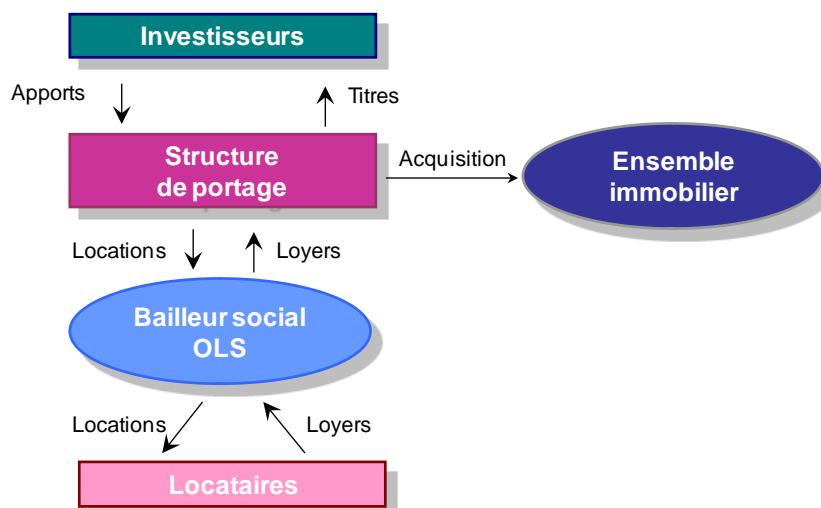 Investisseurs
Apports
Titres
Structure
de portage
Acquisition
Ensemble
immobilier
Locations
Loyers
Bailleur social
OLS
Locations
Loyers
Locataires